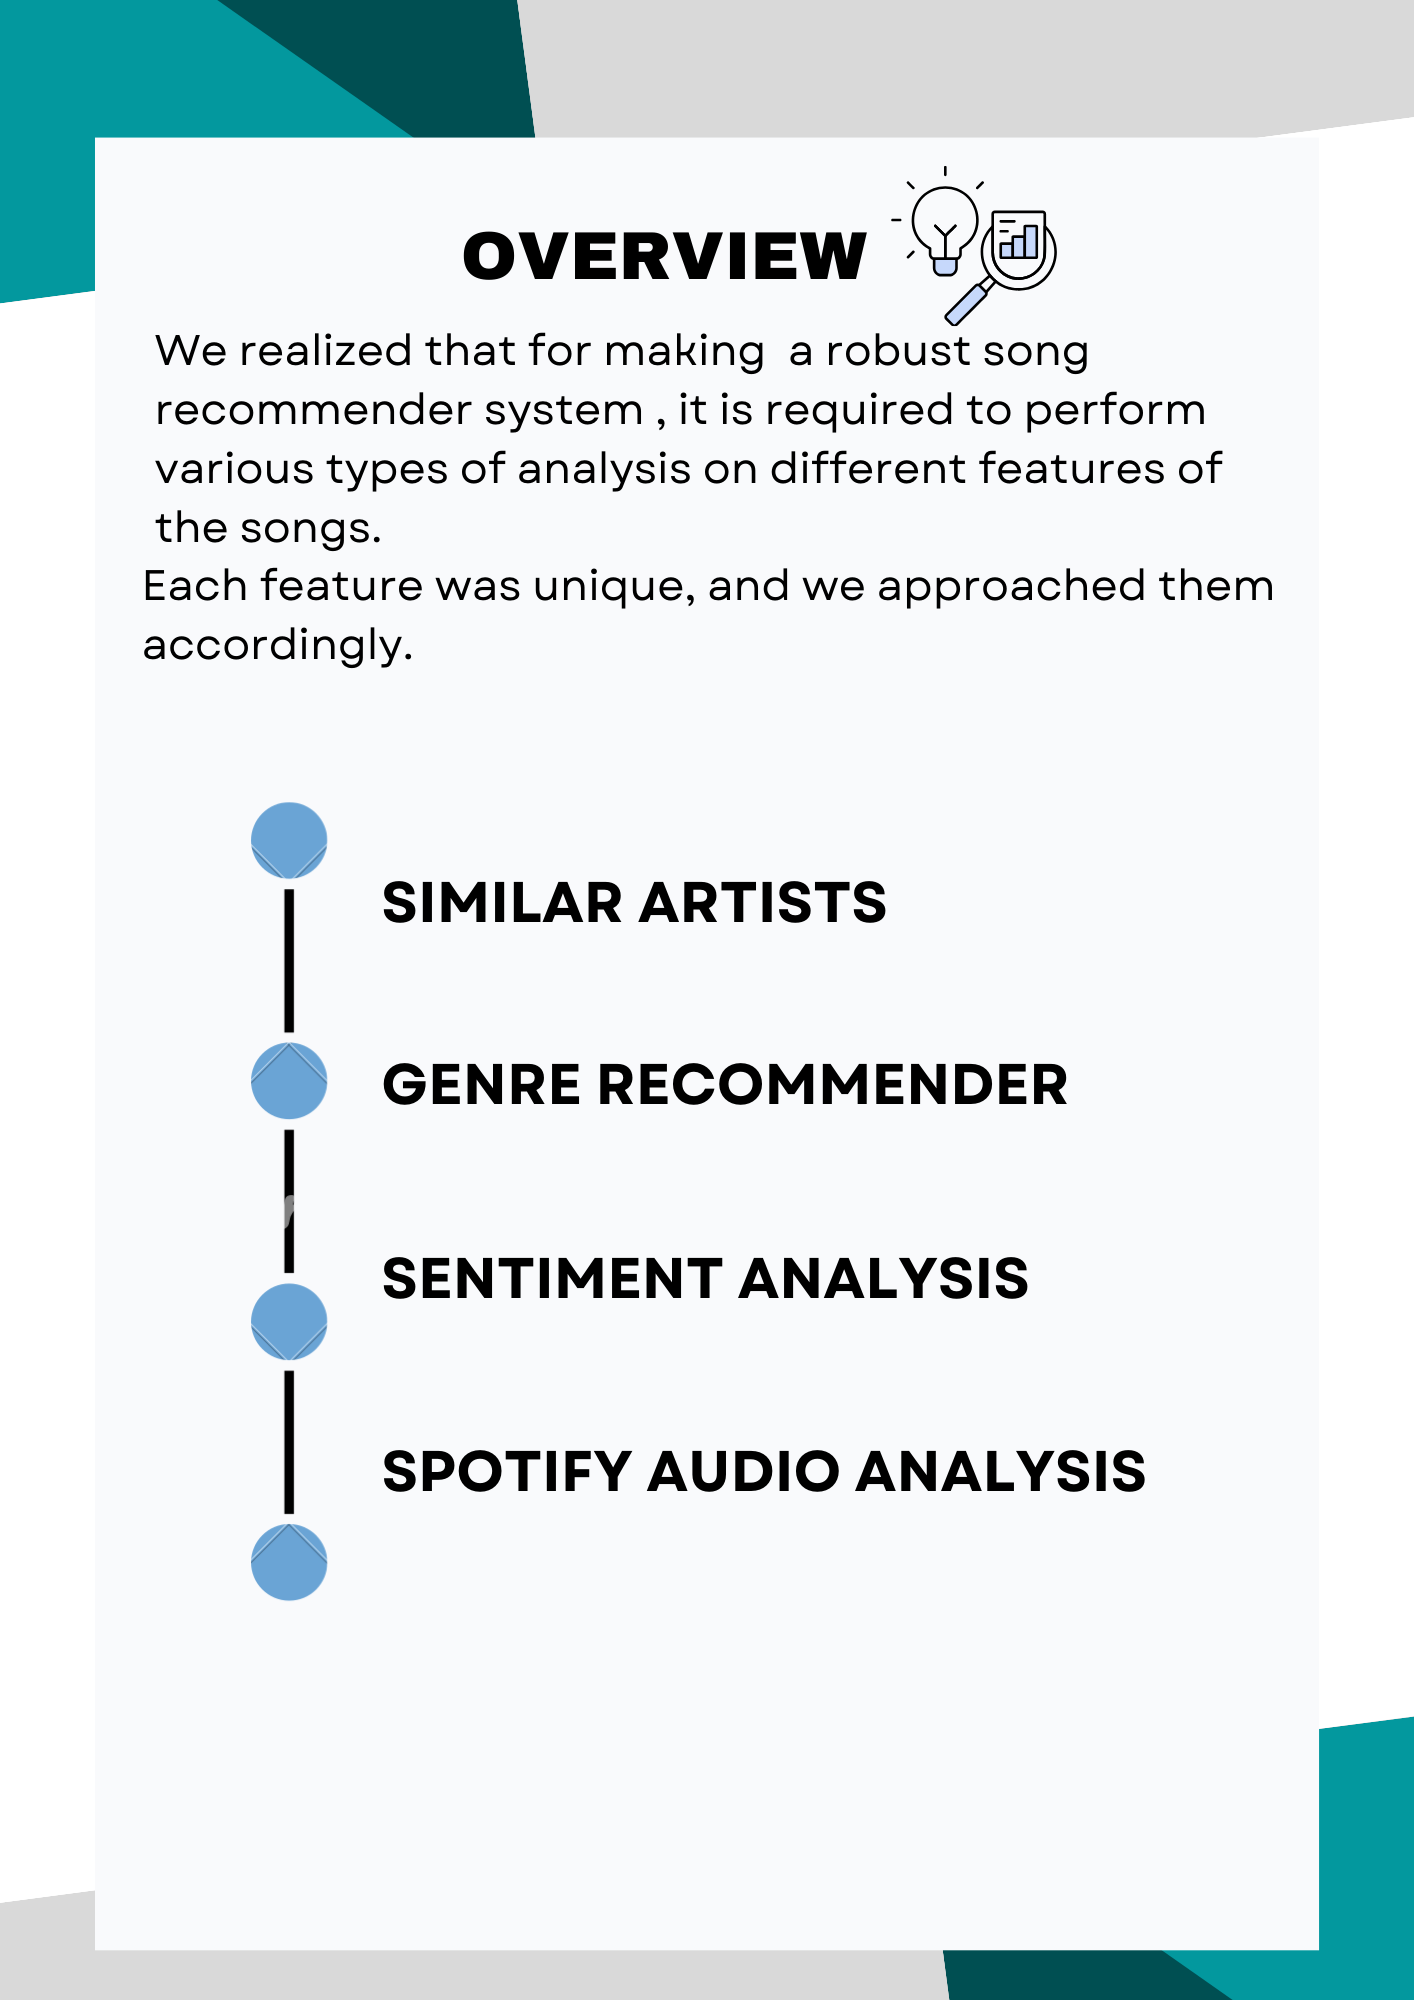 OVERVIEW
We realized that for making  a robust song
recommender system , it is required to perform
various types of analysis on different features of
the songs.
Each feature was unique, and we approached them
accordingly.
SIMILAR ARTISTS
GENRE RECOMMENDER
SENTIMENT ANALYSIS
SPOTIFY AUDIO ANALYSIS